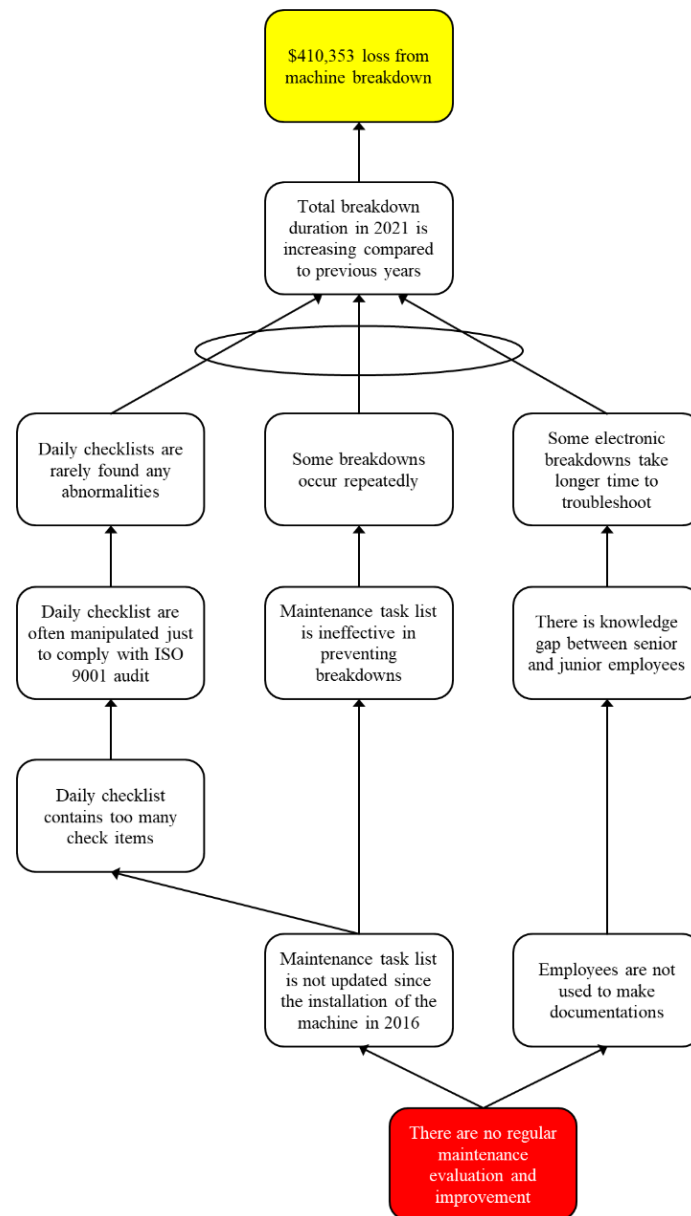 $410,353 loss from
machine breakdown
Total breakdown
duration in 2021 is
increasing compared
to previous years
Daily checklists are
rarely found any
abnormalities
Some breakdowns
occur repeatedly
Some electronic
breakdowns take
longer time to
troubleshoot
Daily checklist are
often manipulated just
to comply with ISO
9001 audit
Maintenance task list
is ineffective in
preventing
breakdowns
There is knowledge
gap between senior
and junior employees
Daily checklist
contains too many
check items
Maintenance task list
is not updated since
the installation of the
machine in 2016
Employees are not
used to make
documentations
There are no regular
maintenance
evaluation and
improvement